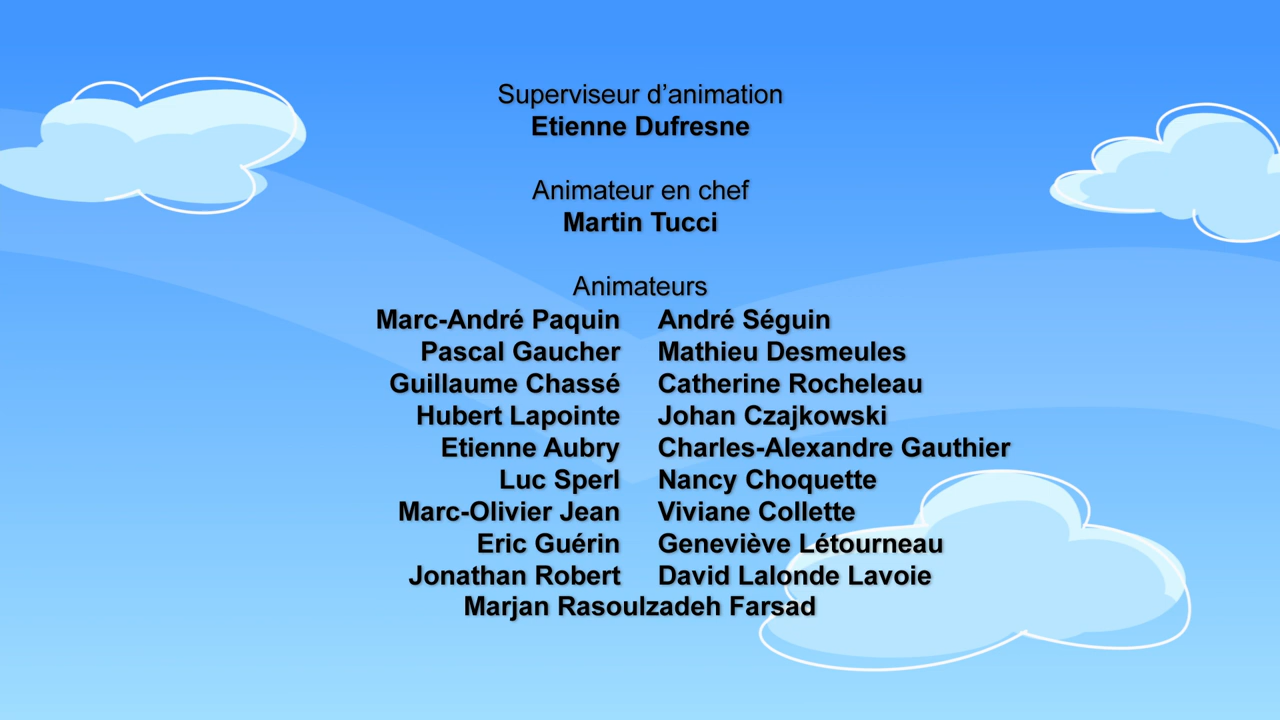 Superviseur d’animation
Etienne Dufresne
Animateur en chef
Martin Tucci
Animateurs
Marc-André Paquin André Séguin
Pascal Gaucher Mathieu Desmeules
Guillaume Chassé Catherine Rocheleau
Hubert Lapointe Johan Czajkowski
Etienne Aubry Charles-Alexandre Gauthier
Luc Sperl Nancy Choquette
Marc-Olivier Jean Viviane Collette
Eric Guérin Geneviève Létourneau
Jonathan Robert David Lalonde Lavoie
Marjan Rasoulzadeh Farsad